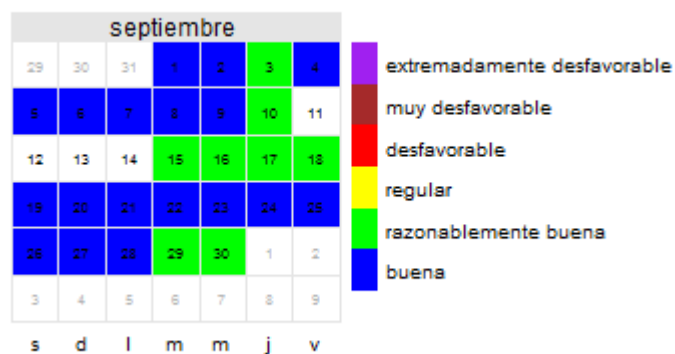 septiembre
29 30 31 1 2 3 4
5 6 7 8 9 10 11
12 13 14 15 16 17 18
19 20 21 22 23 24 25
26 27 28 29 30 1 2
3 4 5 6 7 8 9
s d l m m j v
extremadamente desfavorable
muy desfavorable
desfavorable
regular
razonablemente buena
buena